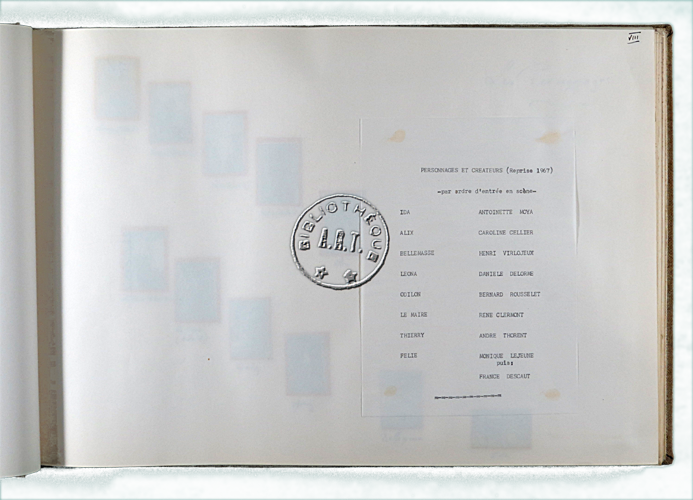 VIII
PERSONNAGES ET CREATEURS (Reprise 1967)
-par ordre d'entrée en scène-
ISA ANTOINETTE MOYA
ALIX CAROLINE CELLIER
BELLEMASSE HENRI VIRLOJEUX
LEONA DANIELE DELORME
ODILON BERNARD ROUSSELET
LE MAIRE RENE CLERMONT
THIERRY ANDRE THORENT
FELIE MONIQUE LEJEUNE
puis:
FRANCE DESCAUT
BIBLIOTHÈQUE
A.R.T.